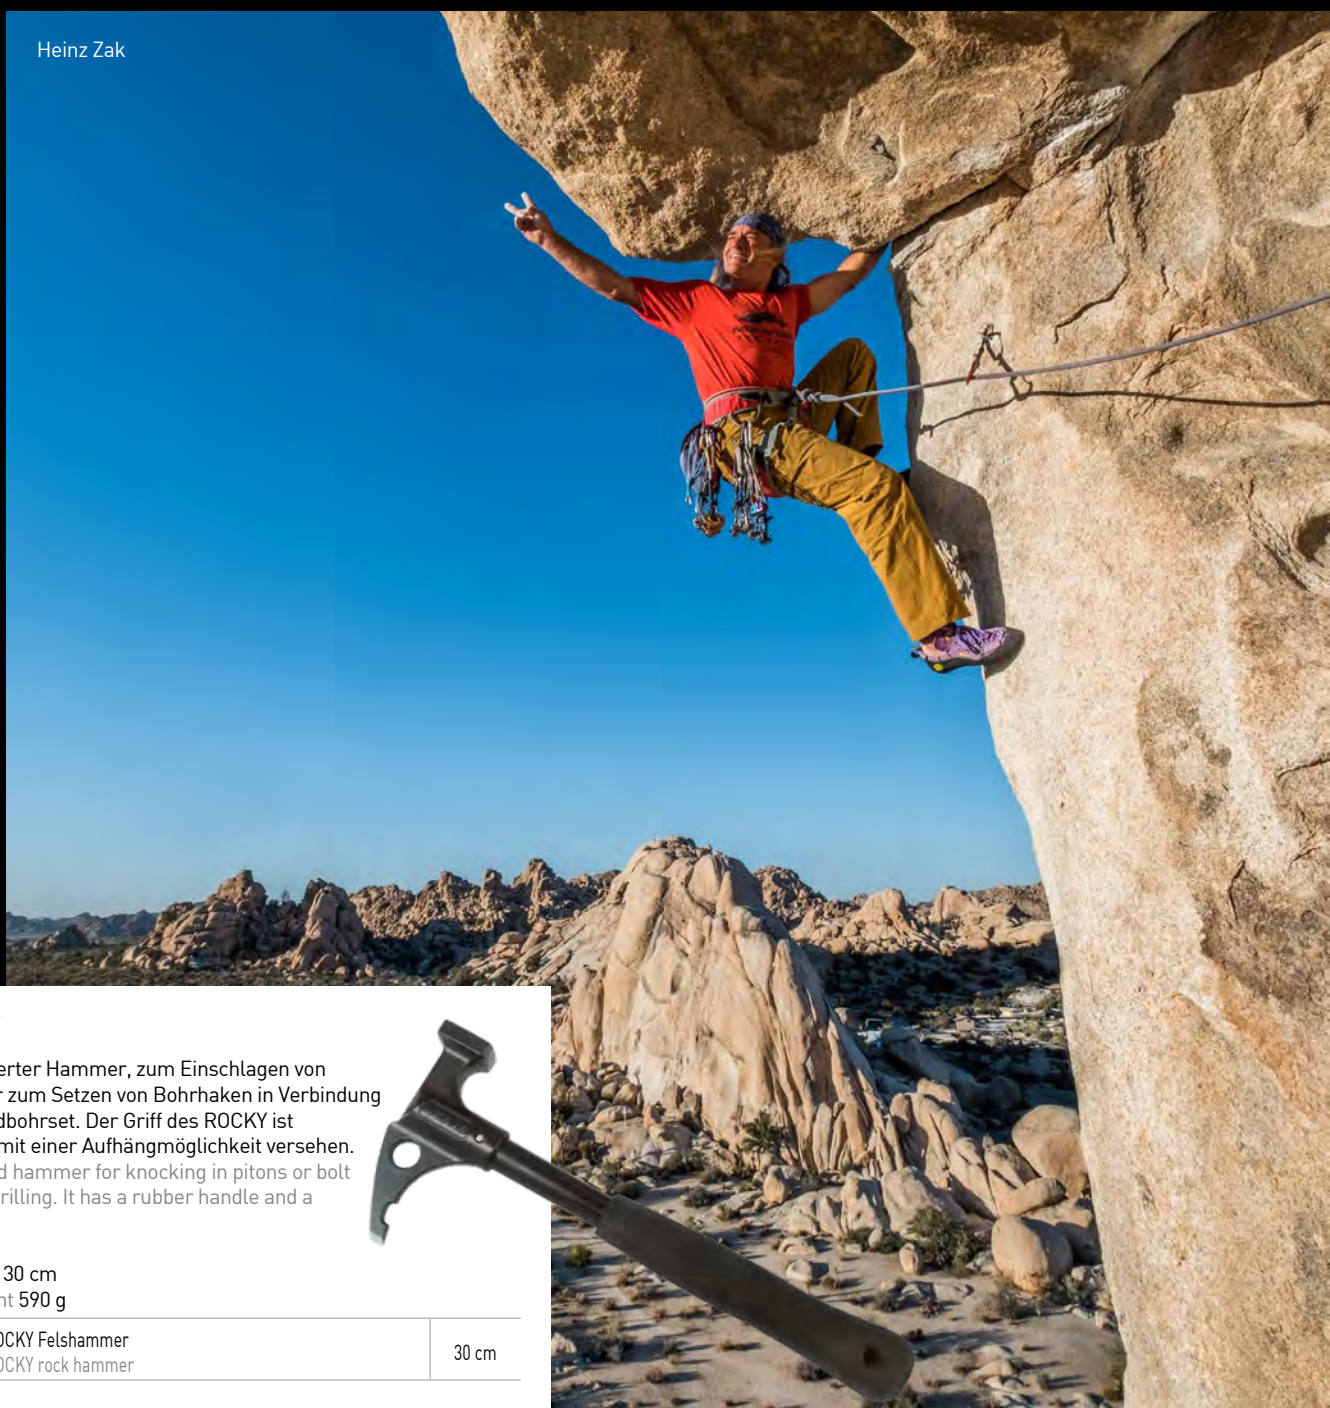 Heinz Zak
erter Hammer, zum Einschlagen von
r zum Setzen von Bohrhaken in Verbindung
dbohrset. Der Griff des ROCKY ist
mit einer Aufhängmöglichkeit versehen.
d hammer for knocking in pitons or bolt
rilling. It has a rubber handle and a
30 cm
ht 590 g
OCKY Felshammer
OCKY rock hammer
30 cm